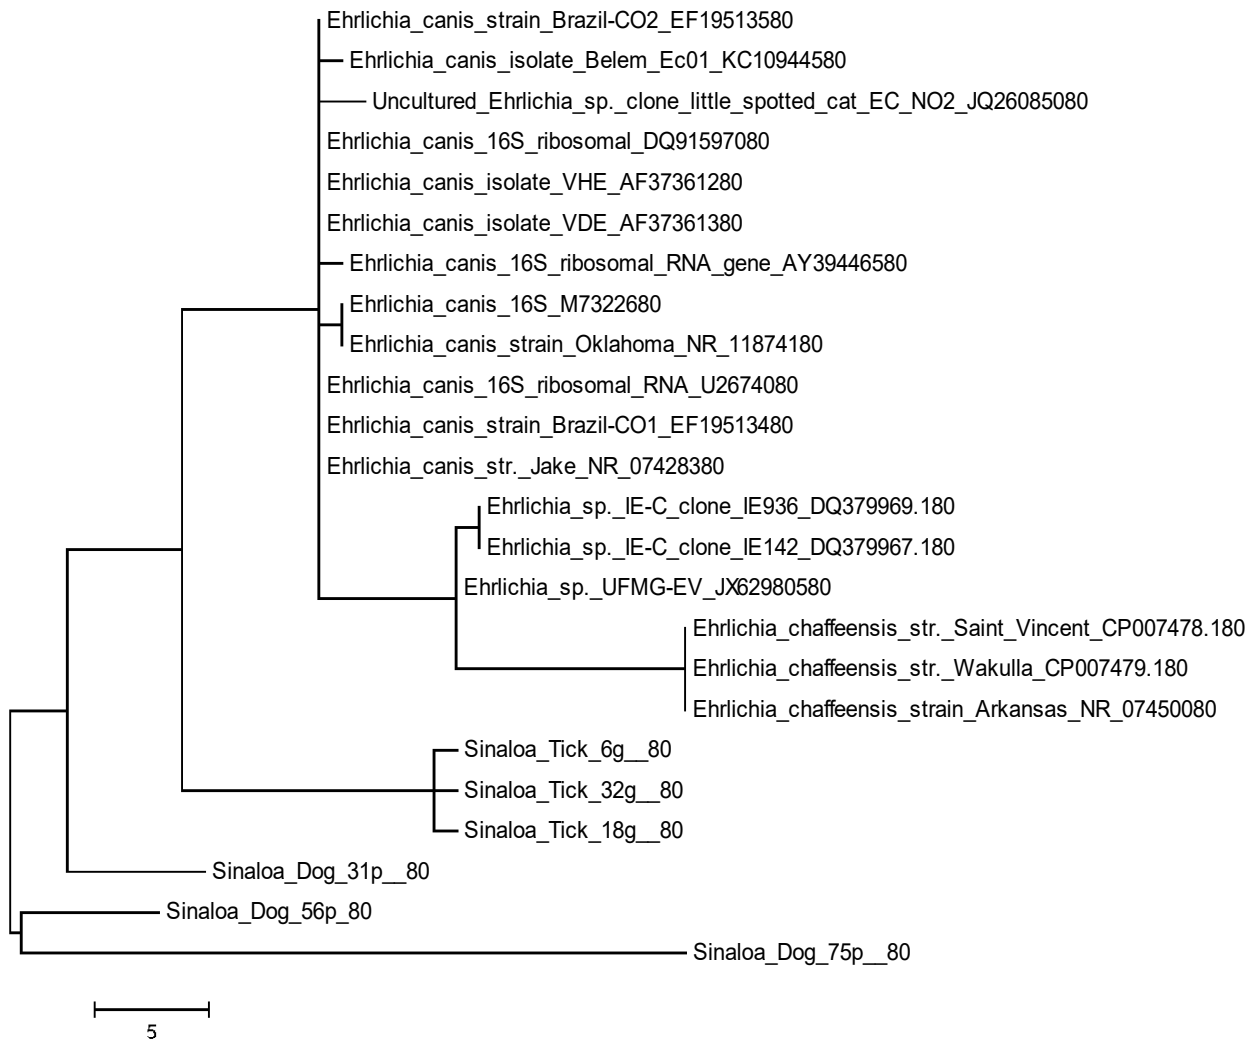 Ehrlichia_canis_strain_Brazil-CO2_EF19513580
Ehrlichia_canis_isolate_Belem_Ec01_KC10944580
Uncultured_Ehrlichia_sp._clone_little_spotted_cat_EC_NO2_JQ26085080
Ehrlichia_canis_16S_ribosomal_DQ91597080
Ehrlichia_canis_isolate_VHE_AF37361280
Ehrlichia_canis_isolate_VDE_AF37361380
Ehrlichia_canis_16S_ribosomal_RNA_gene_AY39446580
Ehrlichia_canis_16S_M7322680
Ehrlichia_canis_strain_Oklahoma_NR_11874180
Ehrlichia_canis_16S_ribosomal_RNA_U2674080
Ehrlichia_canis_strain_Brazil-CO1_EF19513480
Ehrlichia_canis_str._Jake_NR_07428380
Ehrlichia_sp._IE-C_clone_IE936_DQ379969.180
Ehrlichia_sp._IE-C_clone_IE142_DQ379967.180
Ehrlichia_sp._UFMG-EV_JX62980580
Ehrlichia_chaffeensis_str._Saint_Vincent_CP007478.180
Ehrlichia_chaffeensis_str._Wakulla_CP007479.180
Ehrlichia_chaffeensis_strain_Arkansas_NR_07450080
Sinaloa_Tick_6g__80
Sinaloa_Tick_32g__80
Sinaloa_Tick_18g__80
Sinaloa_Dog_31p__80
Sinaloa_Dog_56p_80
Sinaloa_Dog_75p__80
5